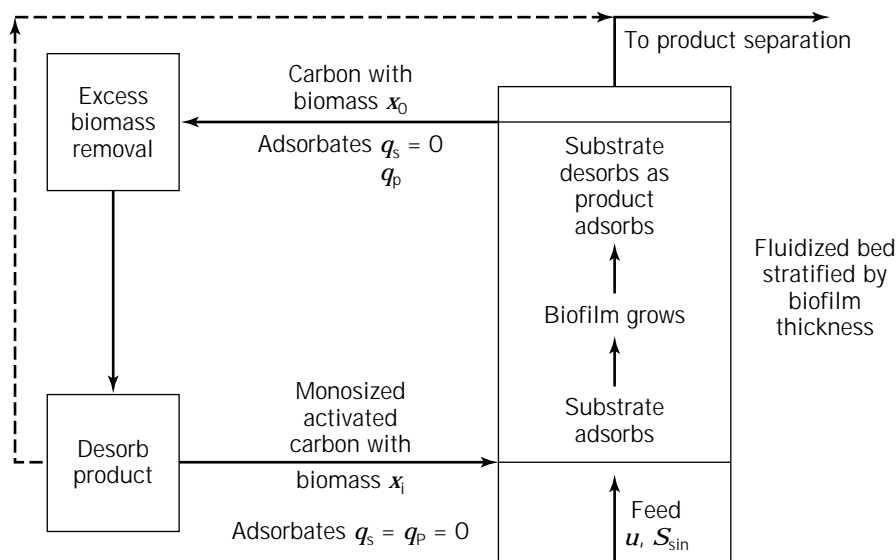 To product separation
Excess
biomass
removal
Carbon with
biomass x₀
Adsorbates qₛ = 0
qₚ
Substrate
desorbs as
product
adsorbs
Fluidized bed
stratified by
biofilm
thickness
Biofilm grows
Substrate
adsorbs
Desorb
product
Monosized
activated
carbon with
biomass xᵢ
Adsorbates qₛ = q_P = 0
Feed
u, S_sin